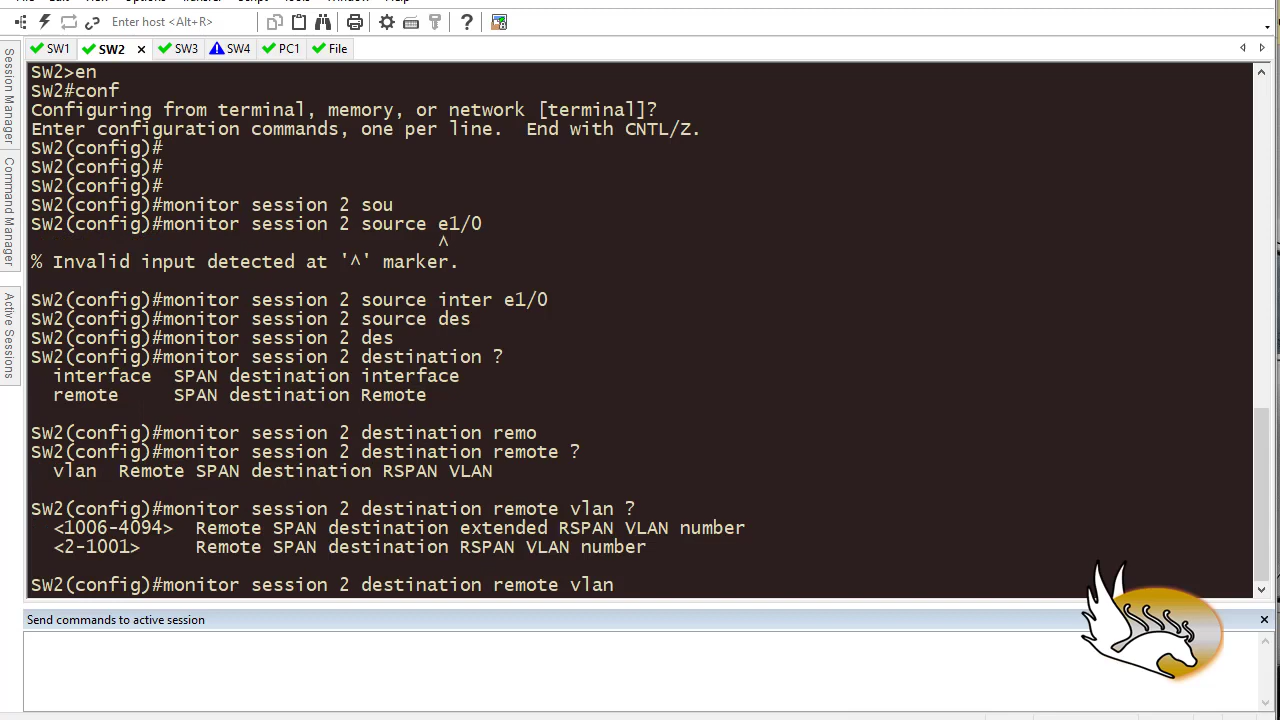 Enter host <Alt+R>
SW1
SW2
SW3
SW4
PC1
File
Session Manager
Command Manager
Active Sessions
SW2>en
SW2#conf
Configuring from terminal, memory, or network [terminal]?
Enter configuration commands, one per line.  End with CNTL/Z.
SW2(config)#
SW2(config)#
SW2(config)#
SW2(config)#monitor session 2 sou
SW2(config)#monitor session 2 source e1/0
^
% Invalid input detected at '^' marker.
SW2(config)#monitor session 2 source inter e1/0
SW2(config)#monitor session 2 source des
SW2(config)#monitor session 2 des
SW2(config)#monitor session 2 destination ?
interface  SPAN destination interface
remote     SPAN destination Remote
SW2(config)#monitor session 2 destination remo
SW2(config)#monitor session 2 destination remote ?
vlan  Remote SPAN destination RSPAN VLAN
SW2(config)#monitor session 2 destination remote vlan ?
<1006-4094>  Remote SPAN destination extended RSPAN VLAN number
<2-1001>     Remote SPAN destination RSPAN VLAN number
SW2(config)#monitor session 2 destination remote vlan
Send commands to active session